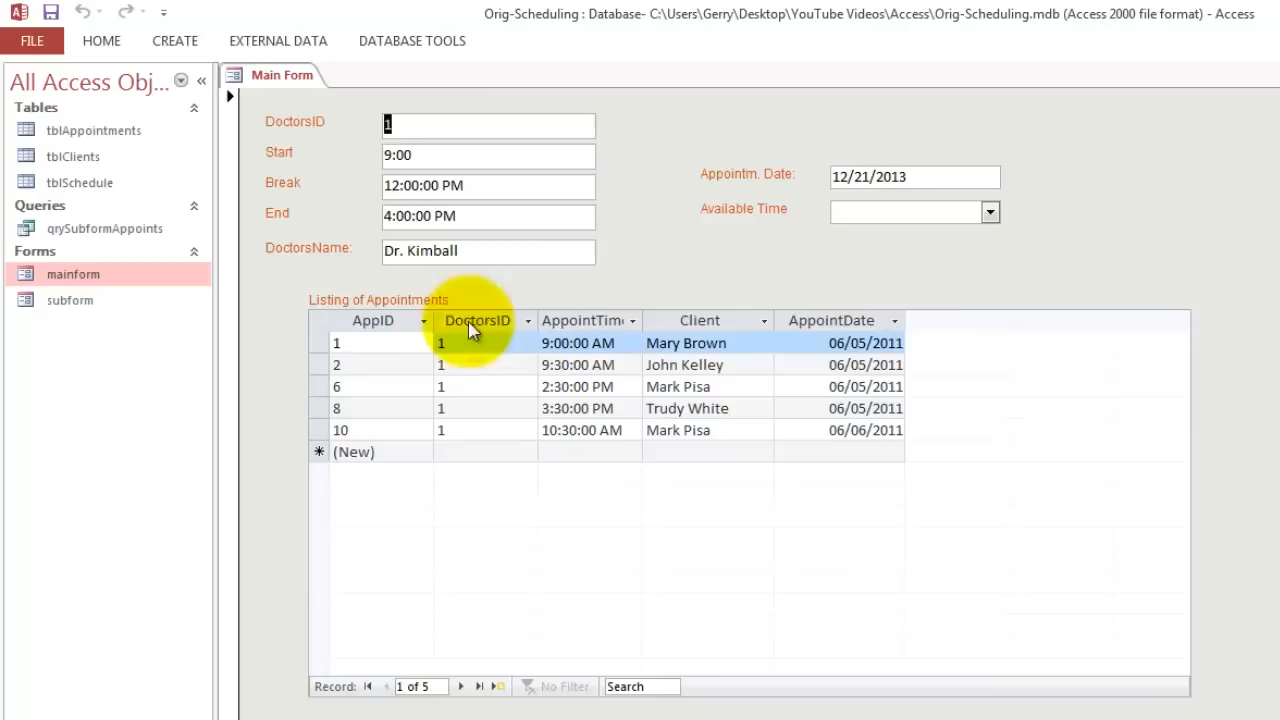 Orig-Scheduling : Database- C:\Users\Gerry\Desktop\YouTube Videos\Access\Orig-Scheduling.mdb (Access 2000 file format) - Access
FILE HOME CREATE EXTERNAL DATA DATABASE TOOLS
All Access Obj...
Tables
tblAppointments
tblClients
tblSchedule
Queries
qrySubformAppoints
Forms
mainform
subform
Main Form
DoctorsID 1
Start 9:00
Break 12:00:00 PM
End 4:00:00 PM
DoctorsName: Dr. Kimball
Appointm. Date: 12/21/2013
Available Time
Listing of Appointments
AppID DoctorsID AppointTim Client AppointDate
1 1 9:00:00 AM Mary Brown 06/05/2011
2 1 9:30:00 AM John Kelley 06/05/2011
6 1 2:30:00 PM Mark Pisa 06/05/2011
8 1 3:30:00 PM Trudy White 06/05/2011
10 1 10:30:00 AM Mark Pisa 06/06/2011
(New)
Record: 1 of 5 No Filter Search